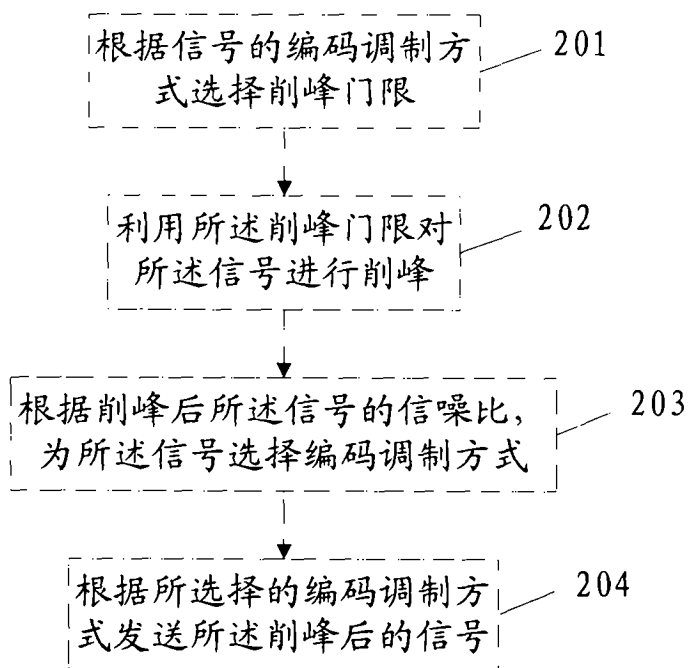 根据信号的编码调制方
式选择削峰门限
201
利用所述削峰门限对
所述信号进行削峰
202
根据削峰后所述信号的信噪比，
为所述信号选择编码调制方式
203
根据所选择的编码调制方
式发送所述削峰后的信号
204